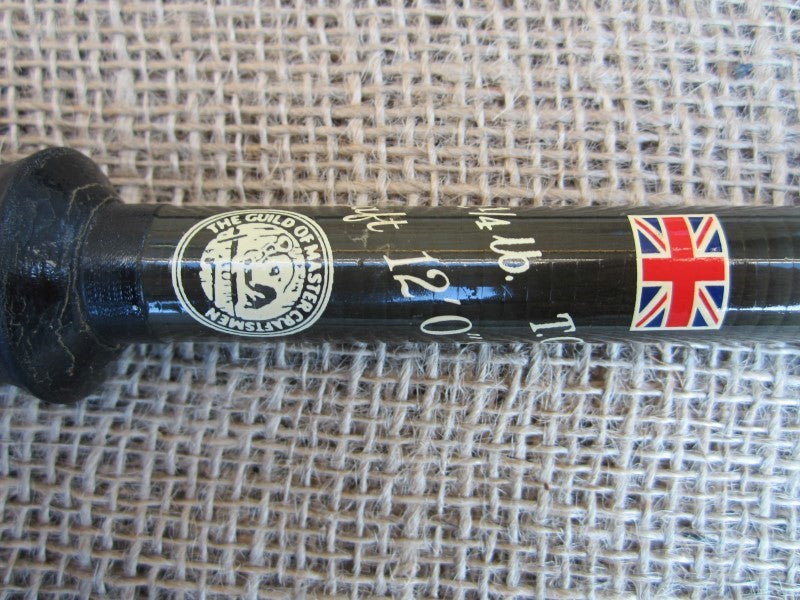 THE GUILD OF MASTER CRAFTSMEN
12' 0"
1/4 lb.